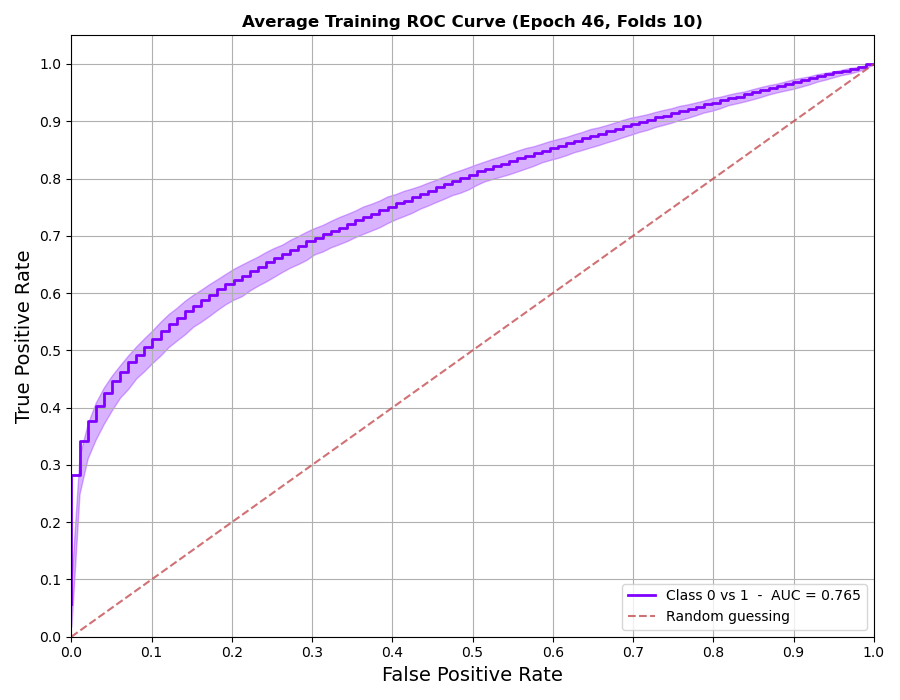 Average Training ROC Curve (Epoch 46, Folds 10)
True Positive Rate
1.0
0.9
0.8
0.7
0.6
0.5
0.4
0.3
0.2
0.1
0.0
Class 0 vs 1 - AUC = 0.765
Random guessing
0.0 0.1 0.2 0.3 0.4 0.5 0.6 0.7 0.8 0.9 1.0
False Positive Rate